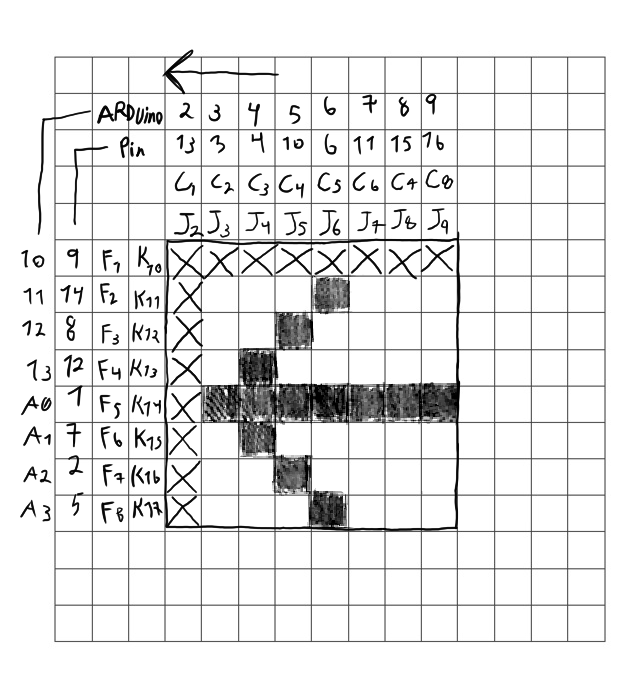 ARDuino 2 3 4 5 6 7 8 9
Pin 13 3 4 10 6 11 15 16
C1 C2 C3 C4 C5 C6 C7 C8
J2 J3 J4 J5 J6 J7 J8 J9
10 9 F1 K10 X X X X X X X X
11 14 F2 K11 X
12 8 F3 K12 X
13 12 F4 K13 X
A0 1 F5 K14 X
A1 7 F6 K15 X
A2 2 F7 K16 X
A3 5 F8 K17 X